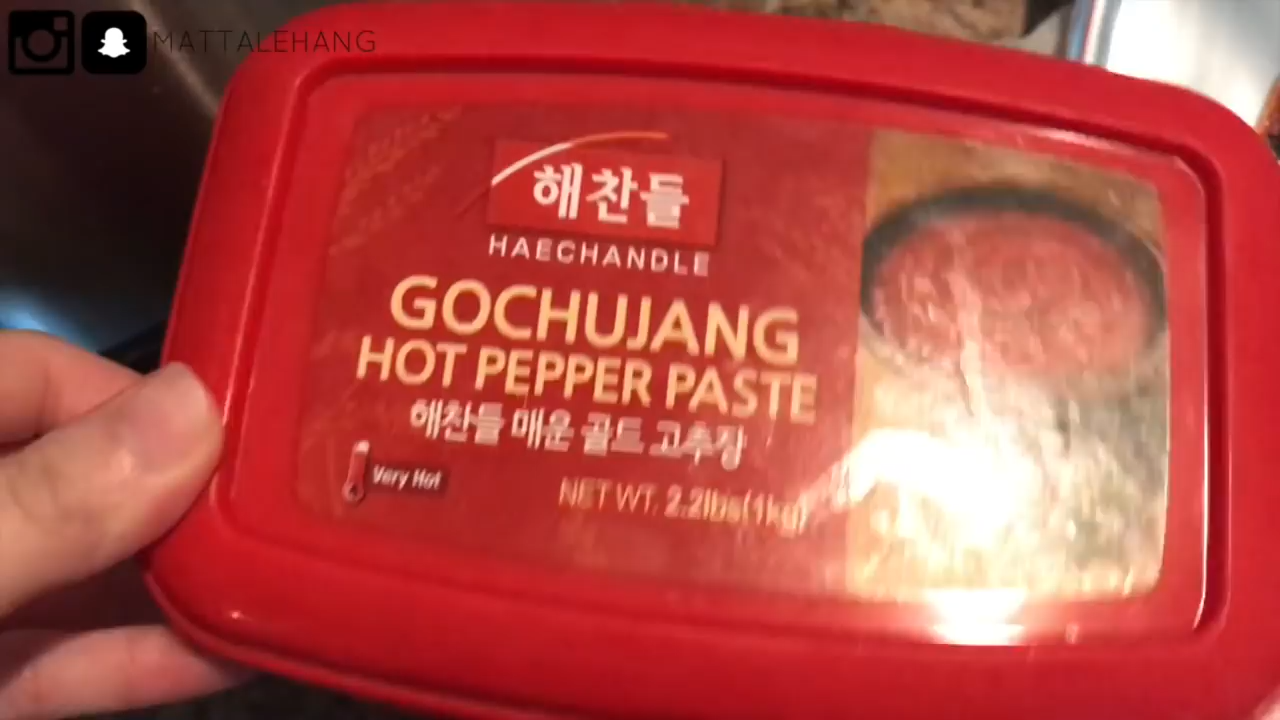 MATTALEHANG
해찬들
HAECHANDLE
GOCHUJANG
HOT PEPPER PASTE
해찬들 매운 골드 고추장
Very Hot
NET WT. 2.2lbs(1kg)